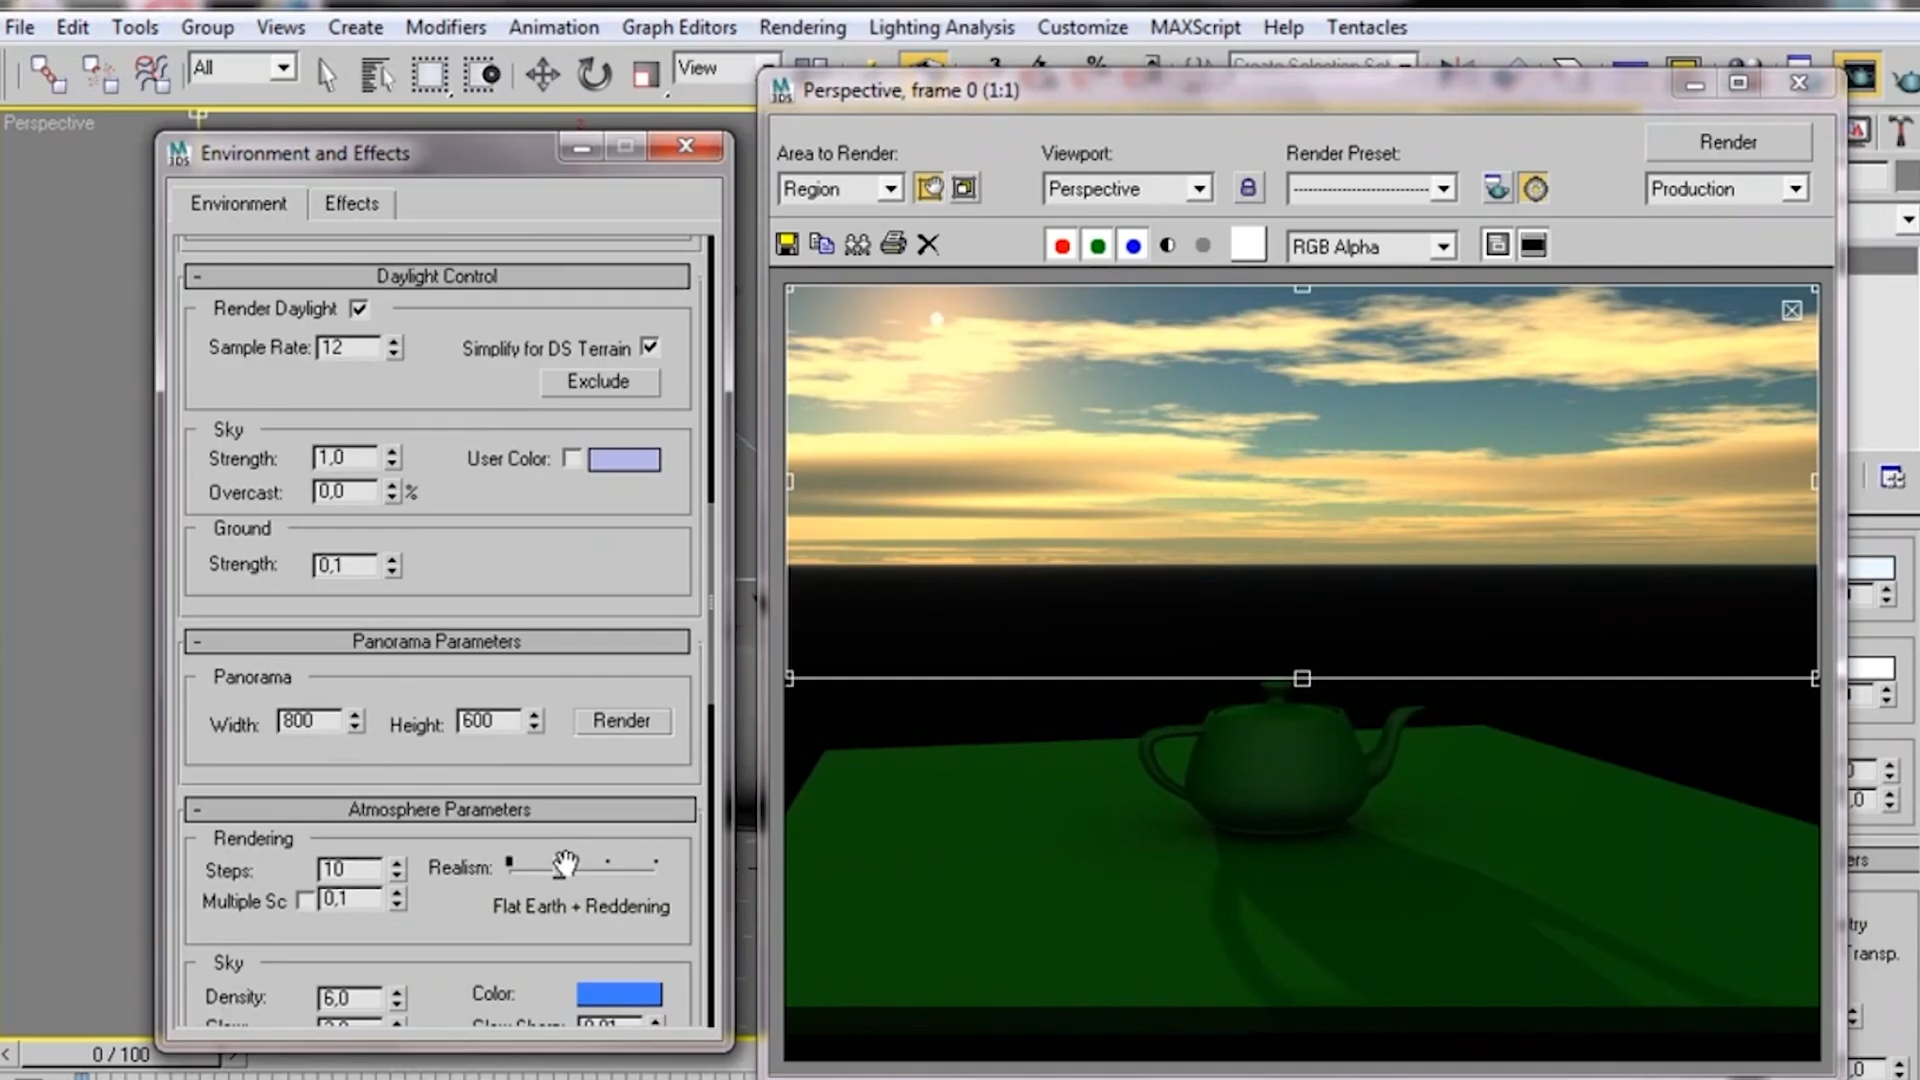 File Edit Tools Group Views Create Modifiers Animation Graph Editors Rendering Lighting Analysis Customize MAXScript Help Tentacles
All
View
Perspective
Environment and Effects
Environment Effects
- Daylight Control
Render Daylight
Sample Rate: 12
Simplify for DS Terrain
Exclude
Sky
Strength: 1,0
User Color:
Overcast: 0,0 %
Ground
Strength: 0,1
- Panorama Parameters
Panorama
Width: 800 Height: 600 Render
- Atmosphere Parameters
Rendering
Steps: 10 Realism:
Multiple Sc 0,1
Flat Earth + Reddening
Sky
Density: 6,0 Color:
0 / 100
Perspective, frame 0 (1:1)
Area to Render: Viewport: Render Preset: Render
Region Perspective Production
RGB Alpha